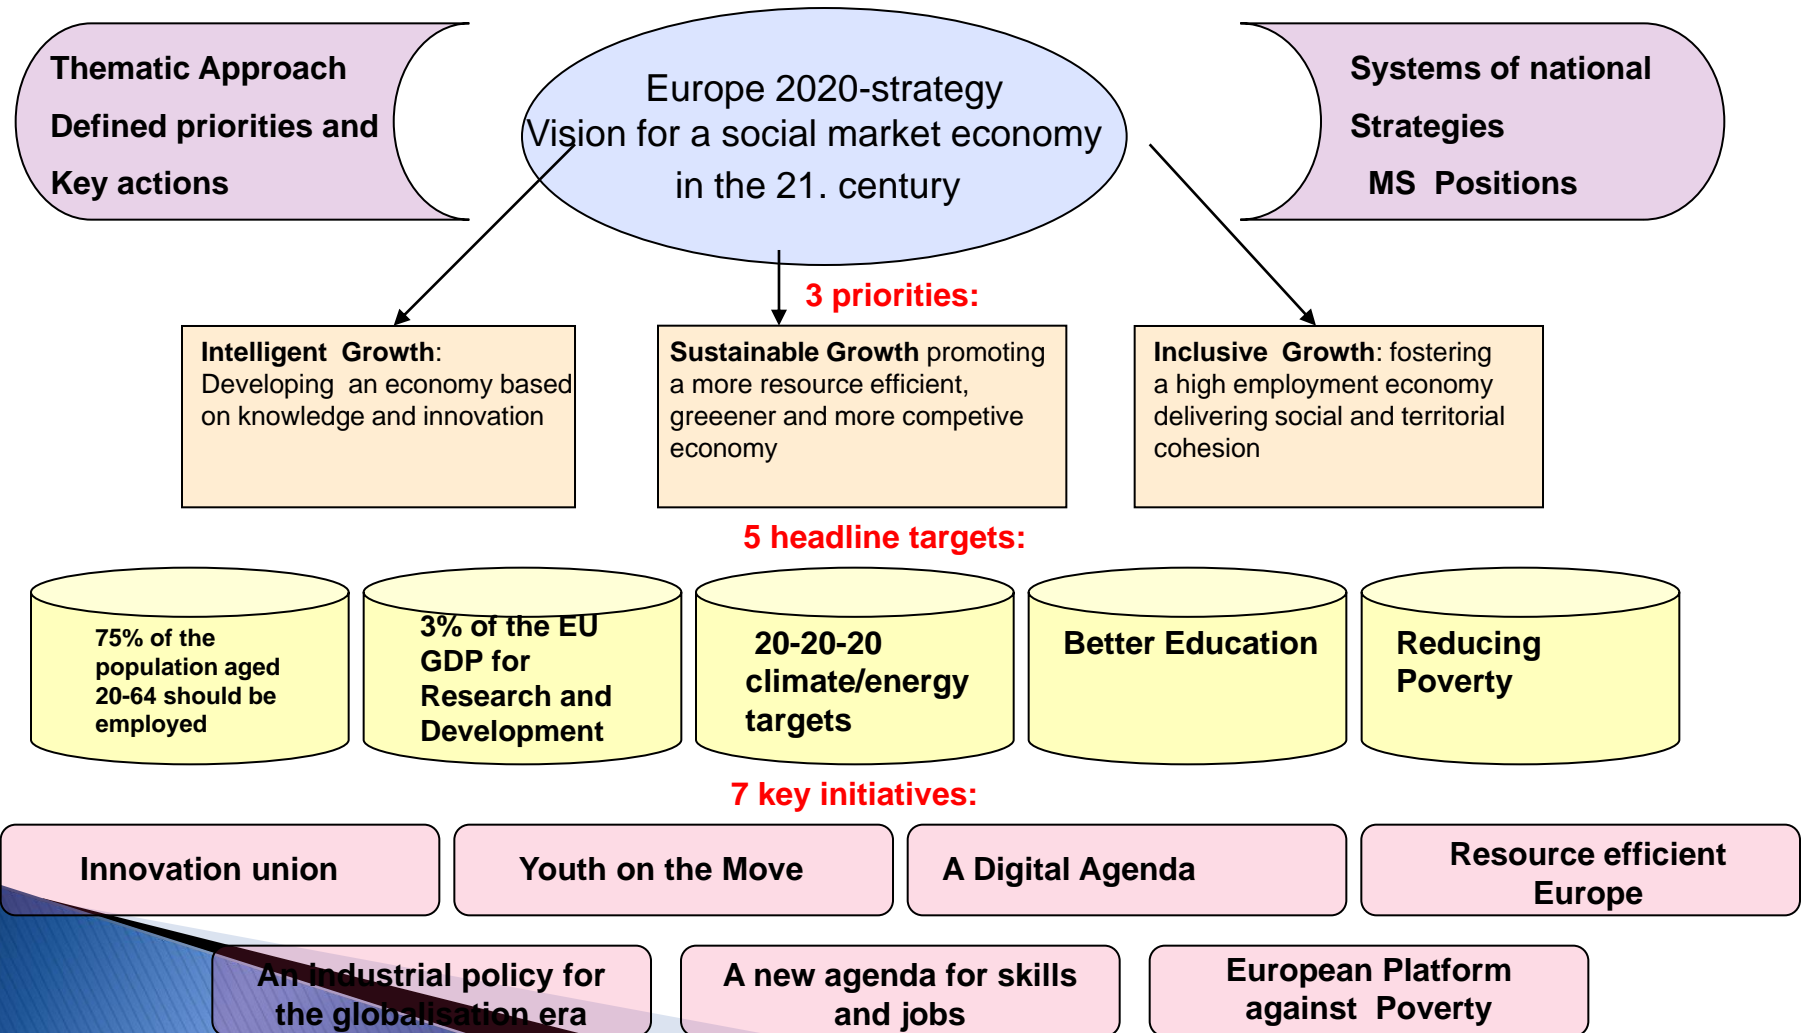 Thematic Approach
Defined priorities and
Key actions
Europe 2020-strategy
Vision for a social market economy
in the 21. century
Systems of national
Strategies
MS Positions
3 priorities:
Intelligent Growth:
Developing an economy based
on knowledge and innovation
Sustainable Growth promoting
a more resource efficient,
greeener and more competive
economy
Inclusive Growth: fostering
a high employment economy
delivering social and territorial
cohesion
5 headline targets:
75% of the
population aged
20-64 should be
employed
3% of the EU
GDP for
Research and
Development
20-20-20
climate/energy
targets
Better Education
Reducing
Poverty
7 key initiatives:
Innovation union
Youth on the Move
A Digital Agenda
Resource efficient
Europe
An industrial policy for
the globalisation era
A new agenda for skills
and jobs
European Platform
against Poverty